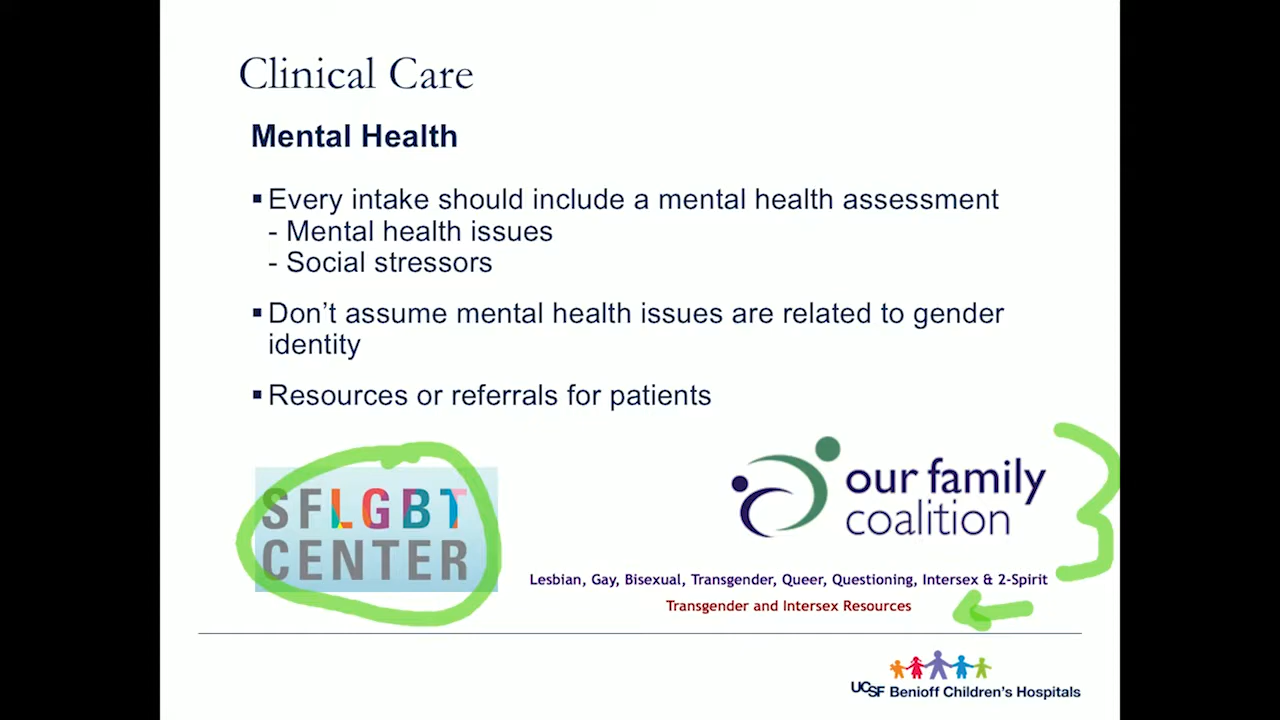 Clinical Care
Mental Health
▪ Every intake should include a mental health assessment
- Mental health issues
- Social stressors
▪ Don’t assume mental health issues are related to gender
identity
▪ Resources or referrals for patients
SFLGBT
CENTER
our family
coalition
Lesbian, Gay, Bisexual, Transgender, Queer, Questioning, Intersex & 2-Spirit
Transgender and Intersex Resources
UCSF Benioff Children's Hospitals